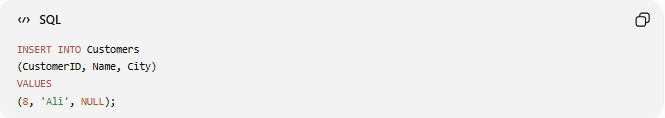 SQL
INSERT INTO Customers
(CustomerID, Name, City)
VALUES
(8, 'Ali', NULL);